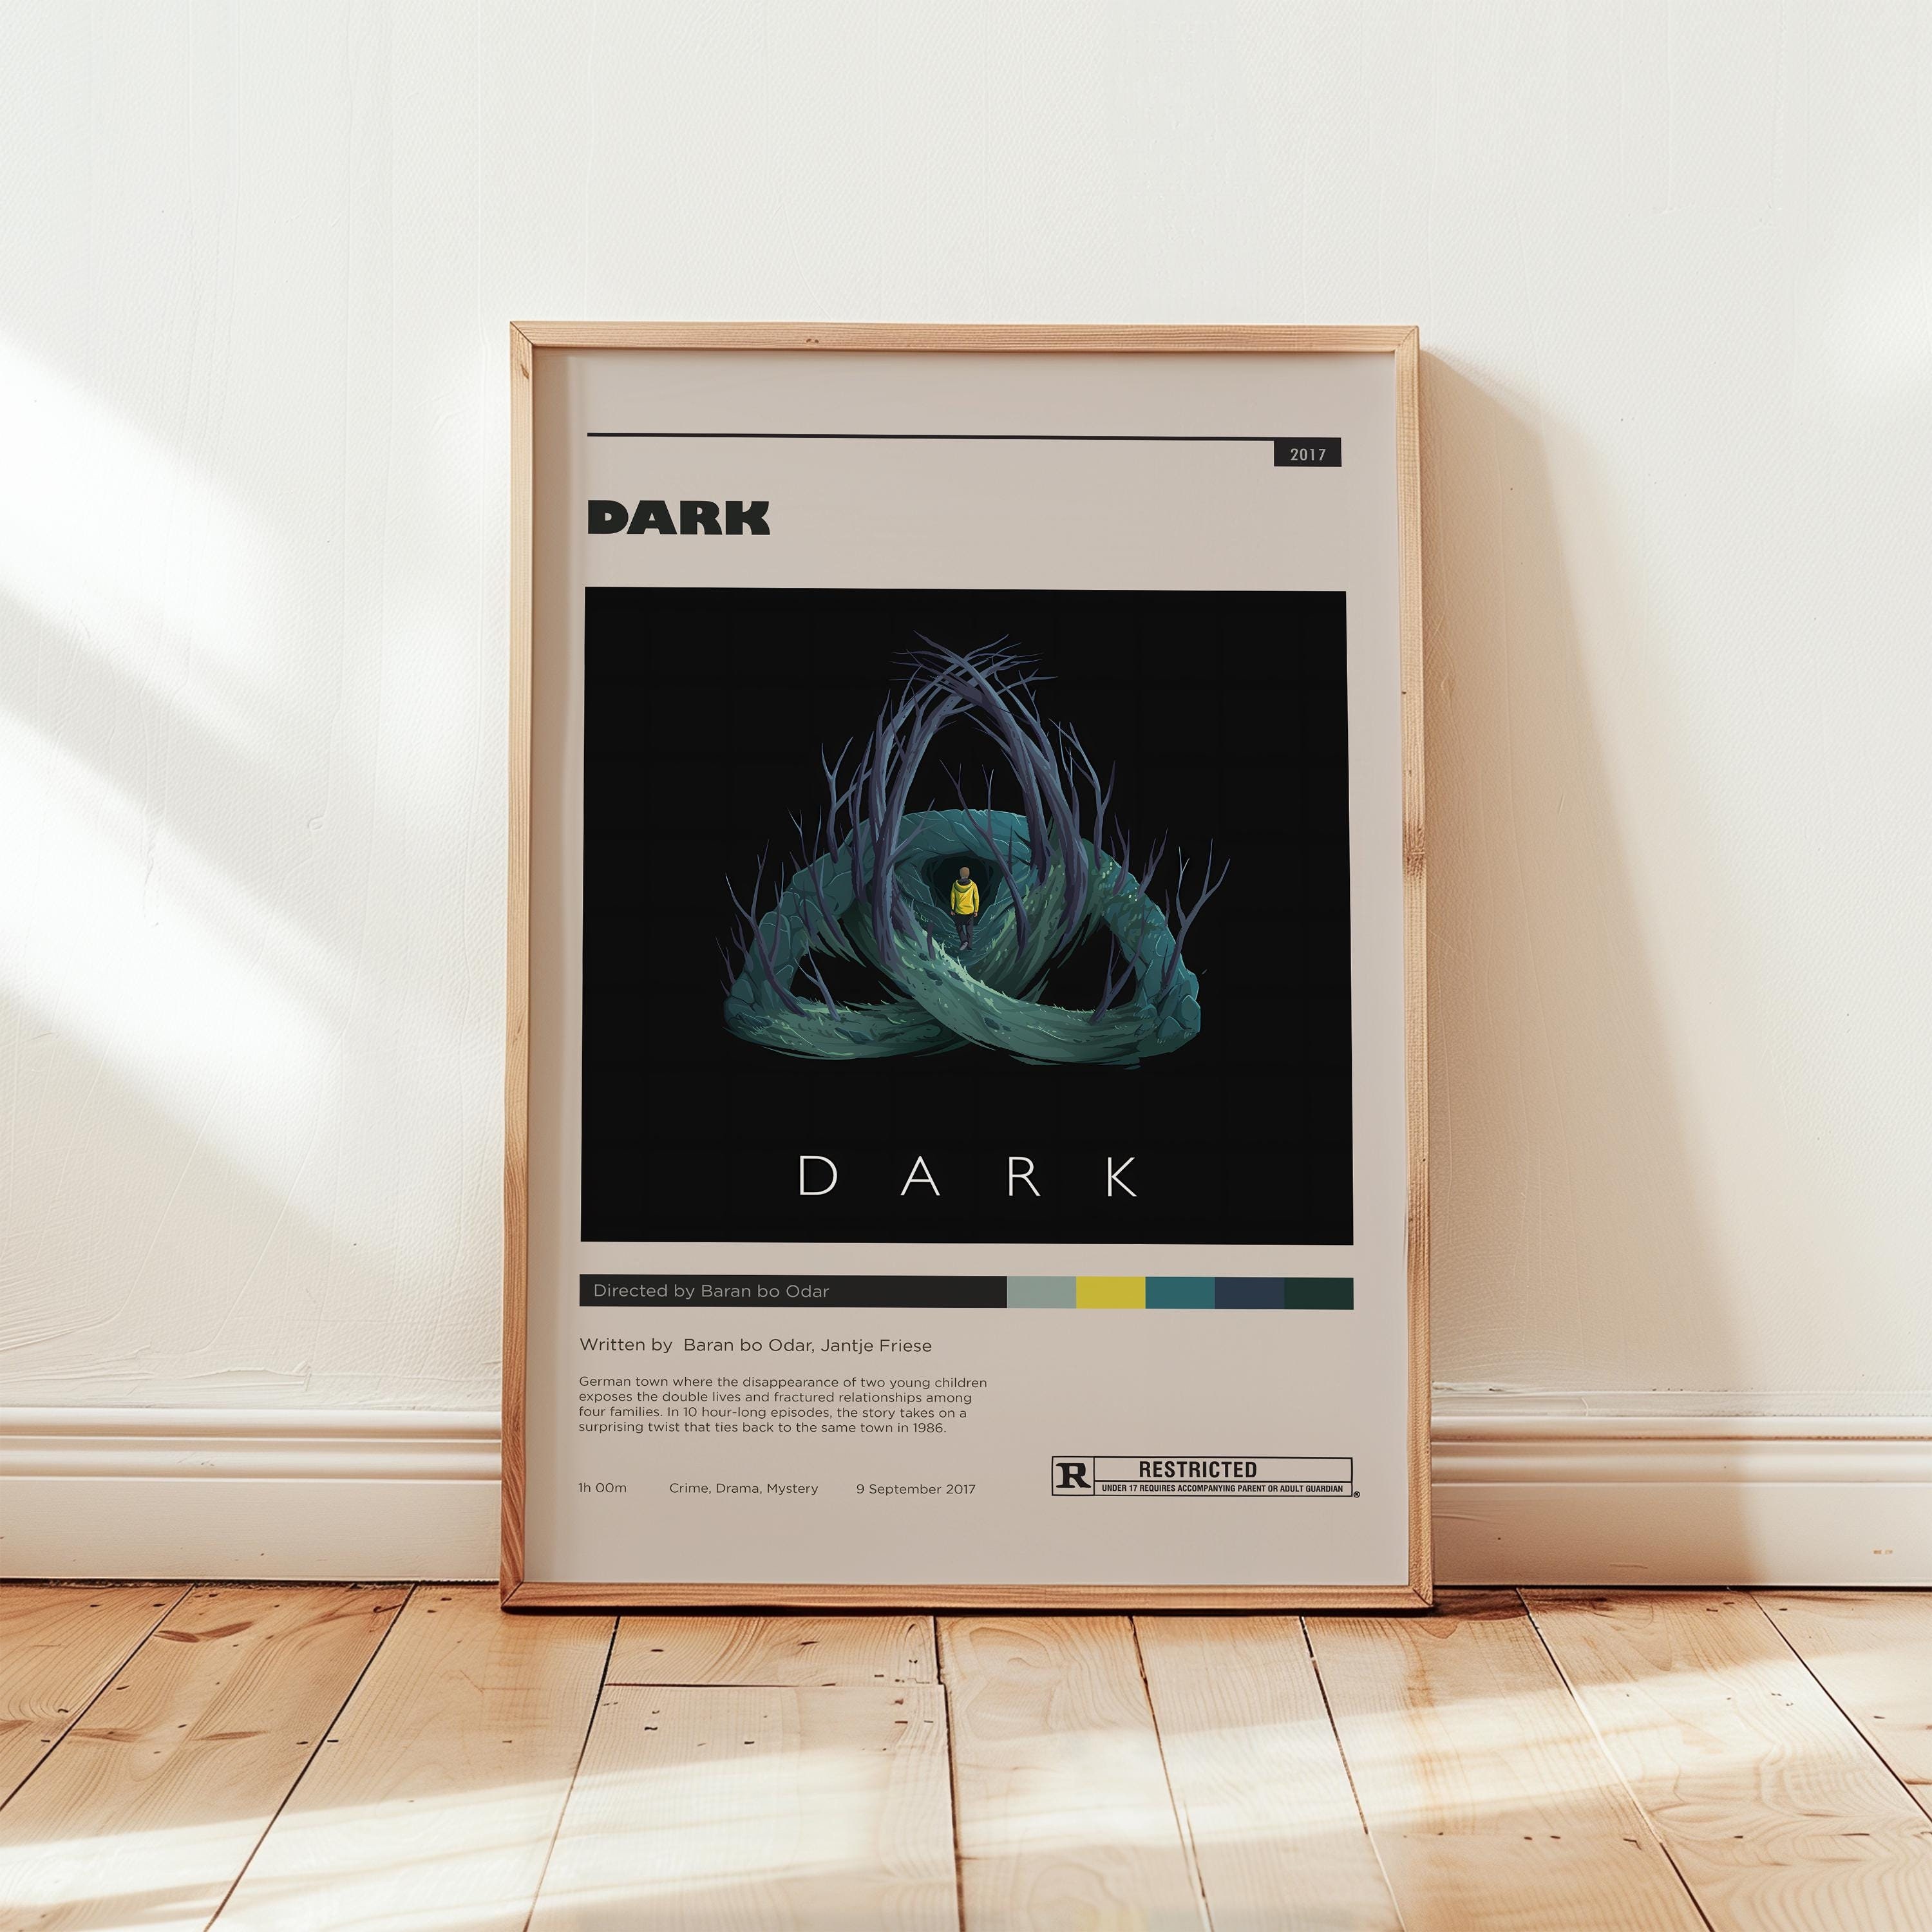 2017
DARK
D A R K
Directed by Baran bo Odar
Written by  Baran bo Odar, Jantje Friese
German town where the disappearance of two young children
exposes the double lives and fractured relationships among
four families. In 10 hour-long episodes, the story takes on a
surprising twist that ties back to the same town in 1986.
1h 00m Crime, Drama, Mystery 9 September 2017
R RESTRICTED
UNDER 17 REQUIRES ACCOMPANYING PARENT OR ADULT GUARDIAN ®